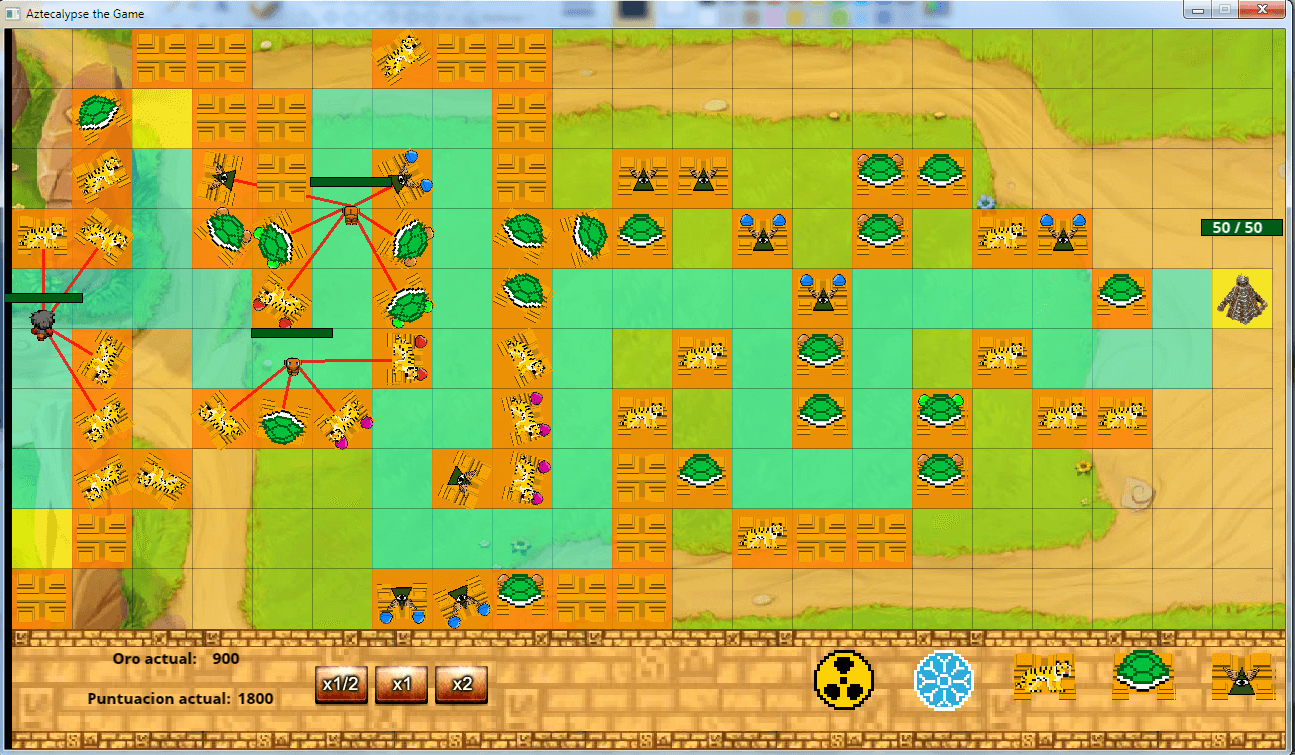 Aztecalypse the Game
50 / 50
Oro actual: 900
x1/2 x1 x2
Puntuacion actual: 1800